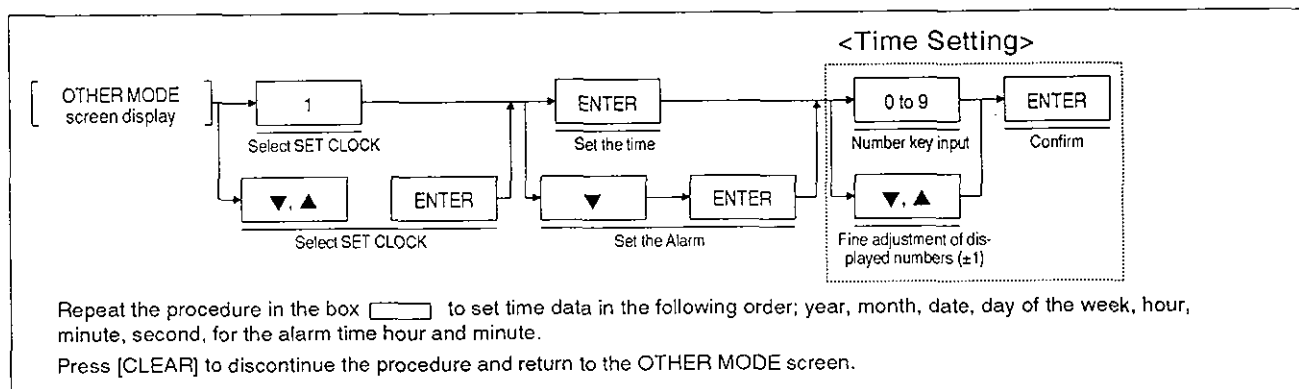 <Time Setting>
OTHER MODE
screen display
1
Select SET CLOCK
▼, ▲
ENTER
Select SET CLOCK
ENTER
Set the time
▼
ENTER
Set the Alarm
0 to 9
Number key input
▼, ▲
Fine adjustment of dis-
played numbers (±1)
ENTER
Confirm
Repeat the procedure in the box to set time data in the following order; year, month, date, day of the week, hour,
minute, second, for the alarm time hour and minute.
Press [CLEAR] to discontinue the procedure and return to the OTHER MODE screen.